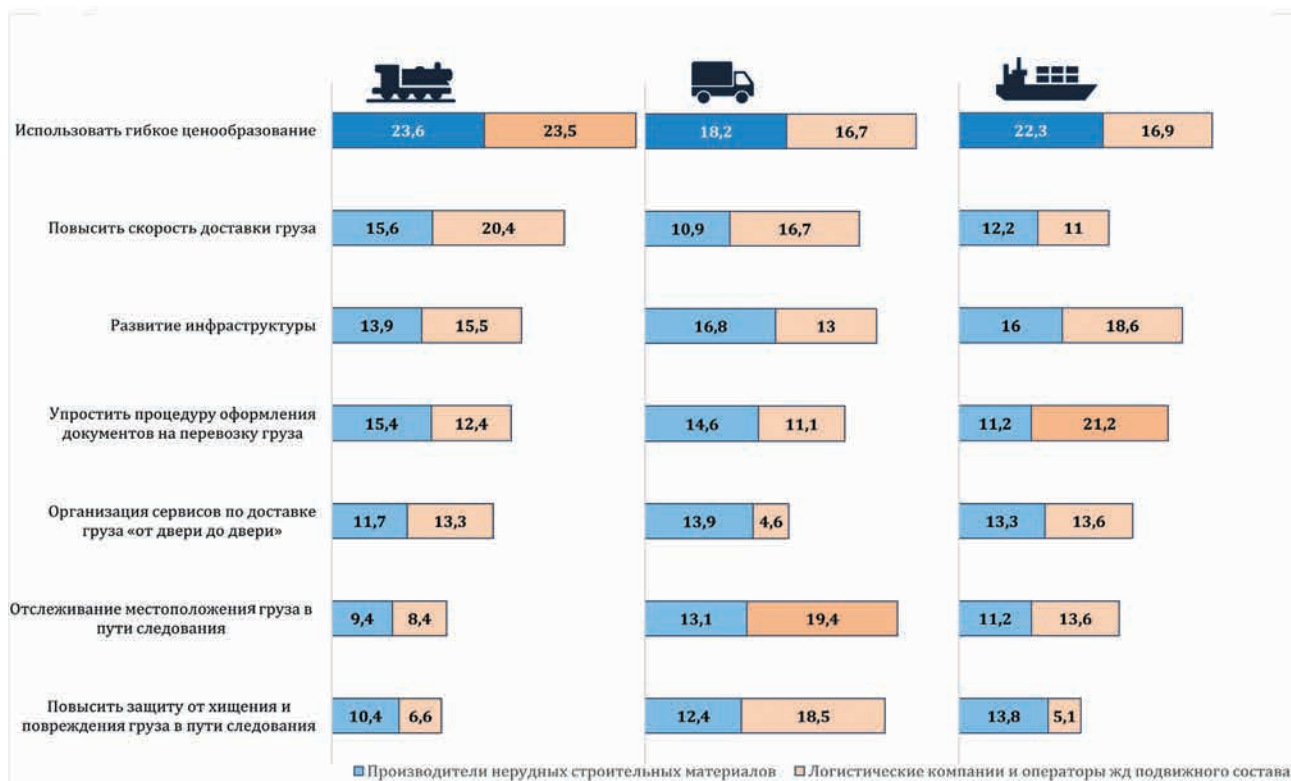 Использовать гибкое ценообразование
23,6 23,5 18,2 16,7 22,3 16,9
Повысить скорость доставки груза
15,6 20,4 10,9 16,7 12,2 11
Развитие инфраструктуры
13,9 15,5 16,8 13 16 18,6
Упростить процедуру оформления
документов на перевозку груза
15,4 12,4 14,6 11,1 11,2 21,2
Организация сервисов по доставке
груза «от двери до двери»
11,7 13,3 13,9 4,6 13,3 13,6
Отслеживание местоположения груза в
пути следования
9,4 8,4 13,1 19,4 11,2 13,6
Повысить защиту от хищения и
повреждения груза в пути следования
10,4 6,6 12,4 18,5 13,8 5,1
Производители нерудных строительных материалов Логистические компании и операторы жд подвижного состава